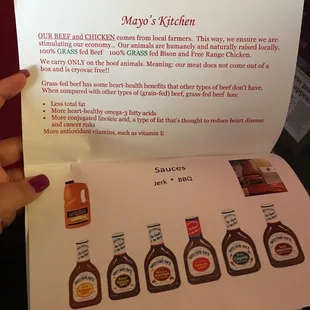 Mayo's Kitchen
OUR BEEF and CHICKEN comes from local farmers. This way, we ensure we are
stimulating our economy.. Our animals are humanely and naturally raised locally.
100% GRASS fed Beef 100% GRASS fed Bison and Free Range Chicken.
We carry ONLY on the hoof animals. Meaning: our meat does not come out of a
box and is cryovac free!!
Grass-fed beef has some heart-health benefits that other types of beef don't have.
When compared with other types of (grain-fed) beef, grass-fed beef has:
• Less total fat
• More heart-healthy omega-3 fatty acids
• More conjugated linoleic acid, a type of fat that's thought to reduce heart disease
and cancer risks
• More antioxidant vitamins, such as vitamin E
Sauces
Jerk * BBQ